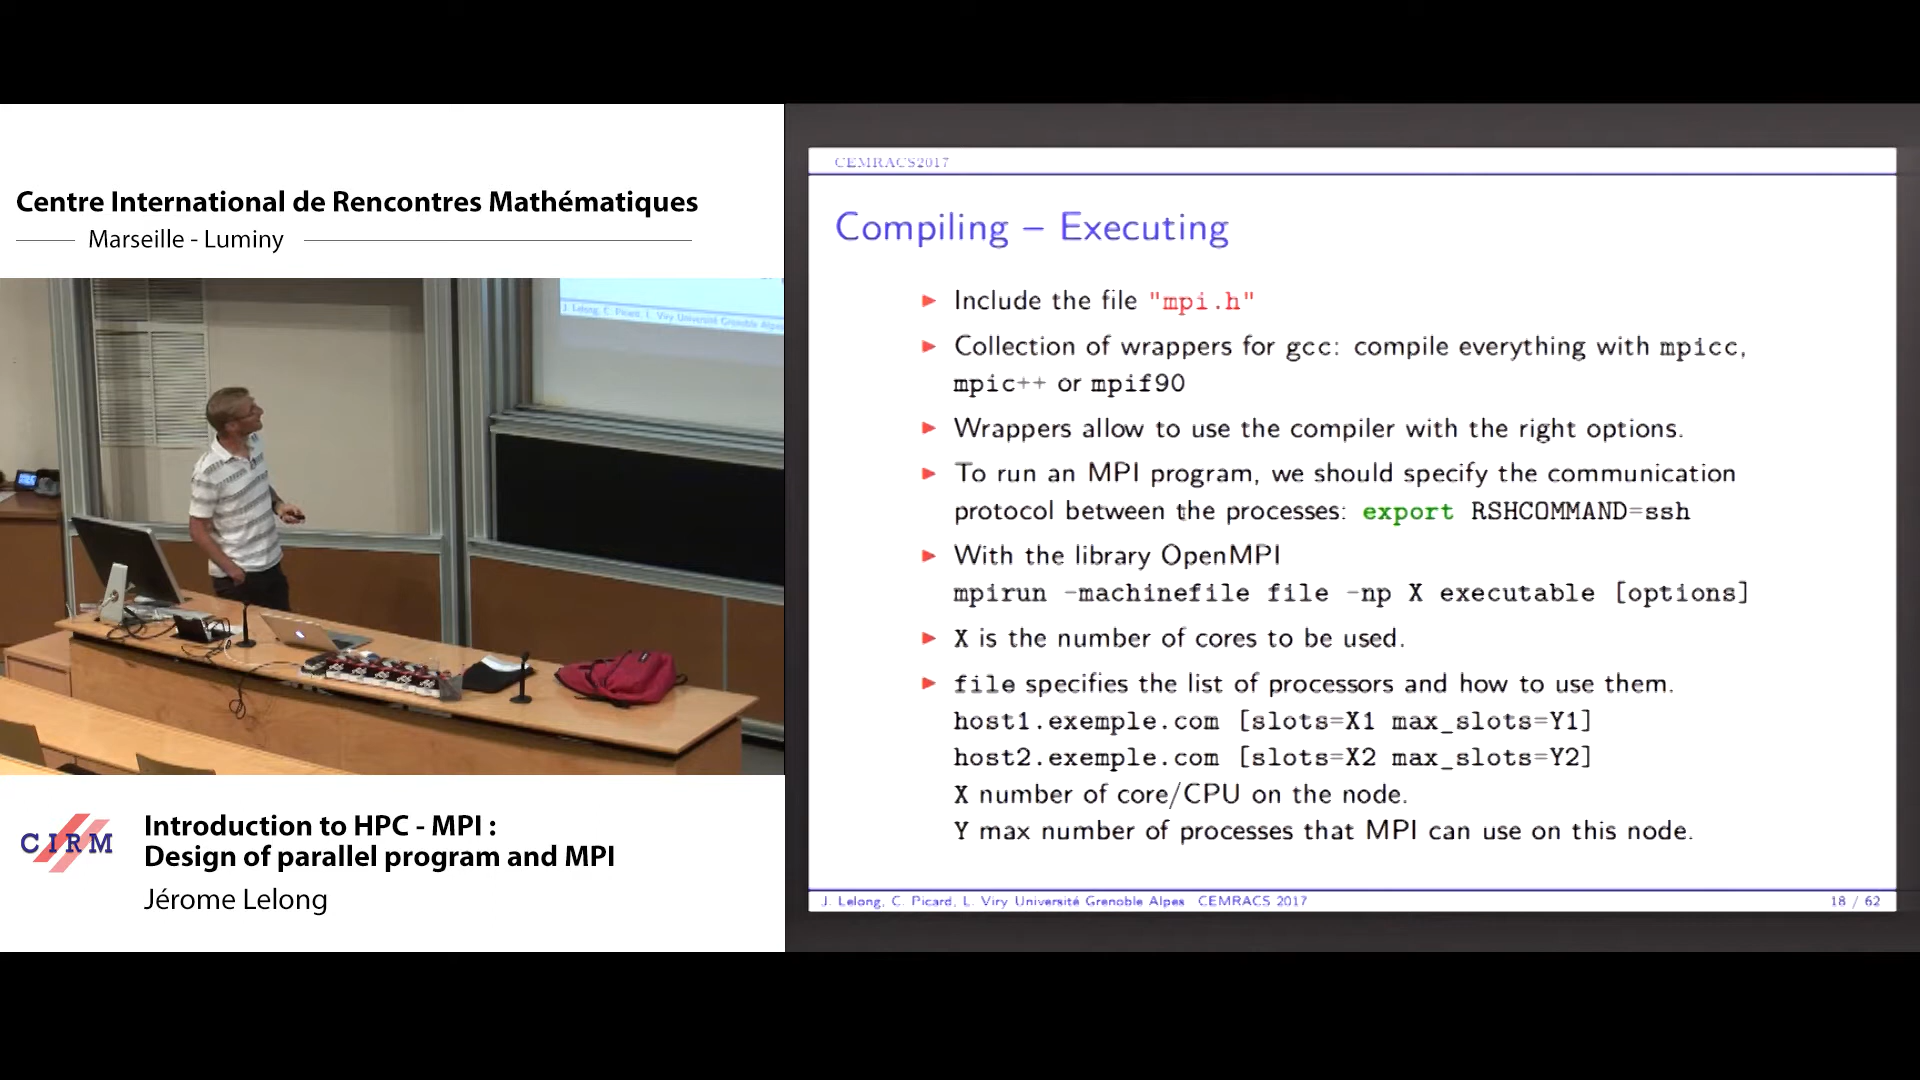 Centre International de Rencontres Mathématiques
Marseille - Luminy
J. Lelong, C. Picard, L. Viry Université Grenoble Alpes
CIRM
Introduction to HPC - MPI :
Design of parallel program and MPI
Jérome Lelong
CEMRACS2017
Compiling – Executing
Include the file "mpi.h"
Collection of wrappers for gcc: compile everything with mpicc,
mpic++ or mpif90
Wrappers allow to use the compiler with the right options.
To run an MPI program, we should specify the communication
protocol between the processes: export RSHCOMMAND=ssh
With the library OpenMPI
mpirun -machinefile file -np X executable [options]
X is the number of cores to be used.
file specifies the list of processors and how to use them.
host1.exemple.com [slots=X1 max_slots=Y1]
host2.exemple.com [slots=X2 max_slots=Y2]
X number of core/CPU on the node.
Y max number of processes that MPI can use on this node.
J. Lelong, C. Picard, L. Viry Université Grenoble Alpes CEMRACS 2017
18 / 62